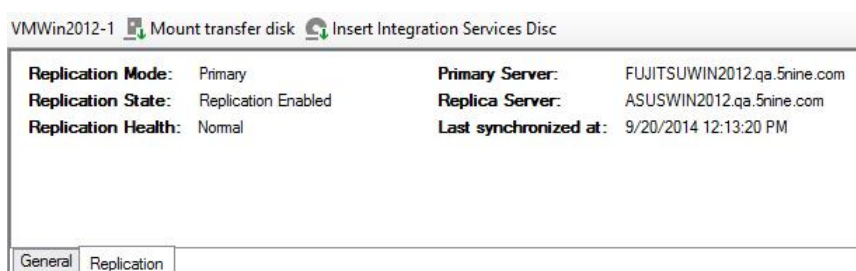 VMWin2012-1 Mount transfer disk Insert Integration Services Disc
Replication Mode: Primary Primary Server: FUJITSUWIN2012.qa.5nine.com
Replication State: Replication Enabled Replica Server: ASUSWIN2012.qa.5nine.com
Replication Health: Normal Last synchronized at: 9/20/2014 12:13:20 PM
General Replication